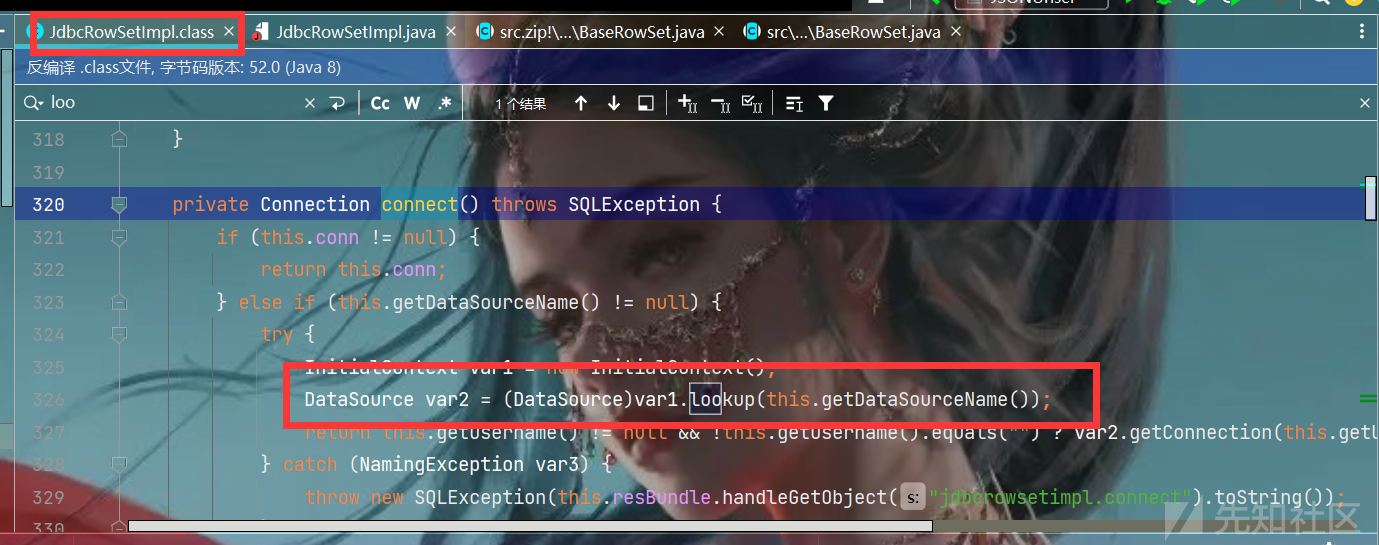 JdbcRowSetImpl.class × JdbcRowSetImpl.java × src.zip!\...\BaseRowSet.java × src\...\BaseRowSet.java ×
反编译 .class文件, 字节码版本: 52.0 (Java 8)
loo × Cc W .* 1 个结果
318 }
319
320 private Connection connect() throws SQLException {
321 if (this.conn != null) {
322 return this.conn;
323 } else if (this.getDataSourceName() != null) {
324 try {
325 InitialContext var1 = new InitialContext();
326 DataSource var2 = (DataSource)var1.lookup(this.getDataSourceName());
327 return this.getUsername() != null && !this.getUsername().equals("") ? var2.getConnection(this.getU
328 } catch (NamingException var3) {
329 throw new SQLException(this.resBundle.handleGetObject( s: "jdbcrowsetimpl.connect").toString());
330
先知社区